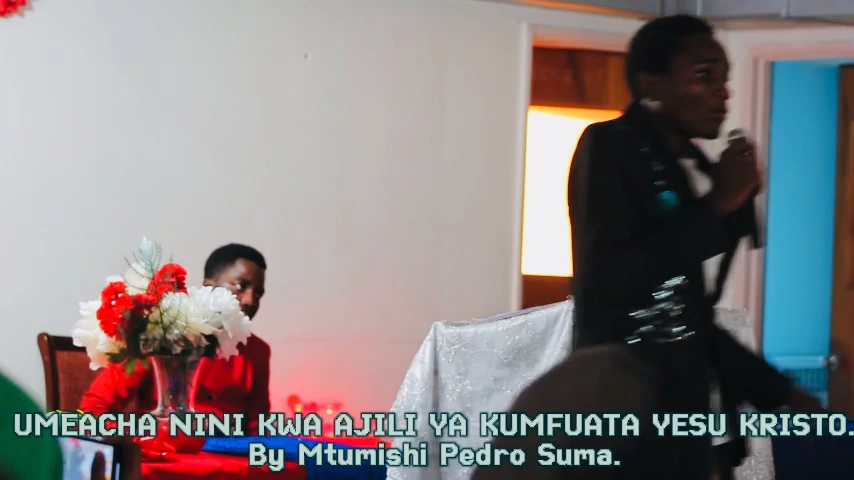 UMEACHA NINI KWA AJILI YA KUMFUATA YESU KRISTO.
By Mtumishi Pedro Suma.